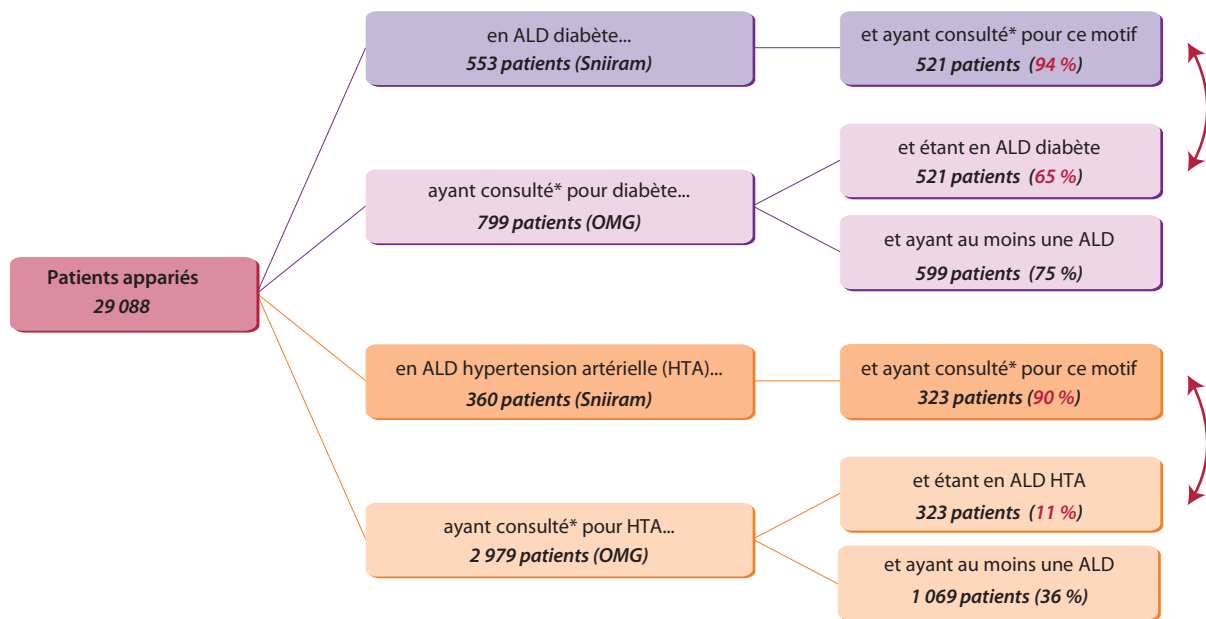 Patients appariés
29 088
en ALD diabète...
553 patients (Sniiram)
et ayant consulté* pour ce motif
521 patients (94 %)
ayant consulté* pour diabète...
799 patients (OMG)
et étant en ALD diabète
521 patients (65 %)
et ayant au moins une ALD
599 patients (75 %)
en ALD hypertension artérielle (HTA)...
360 patients (Sniiram)
et ayant consulté* pour ce motif
323 patients (90 %)
ayant consulté* pour HTA...
2 979 patients (OMG)
et étant en ALD HTA
323 patients (11 %)
et ayant au moins une ALD
1 069 patients (36 %)